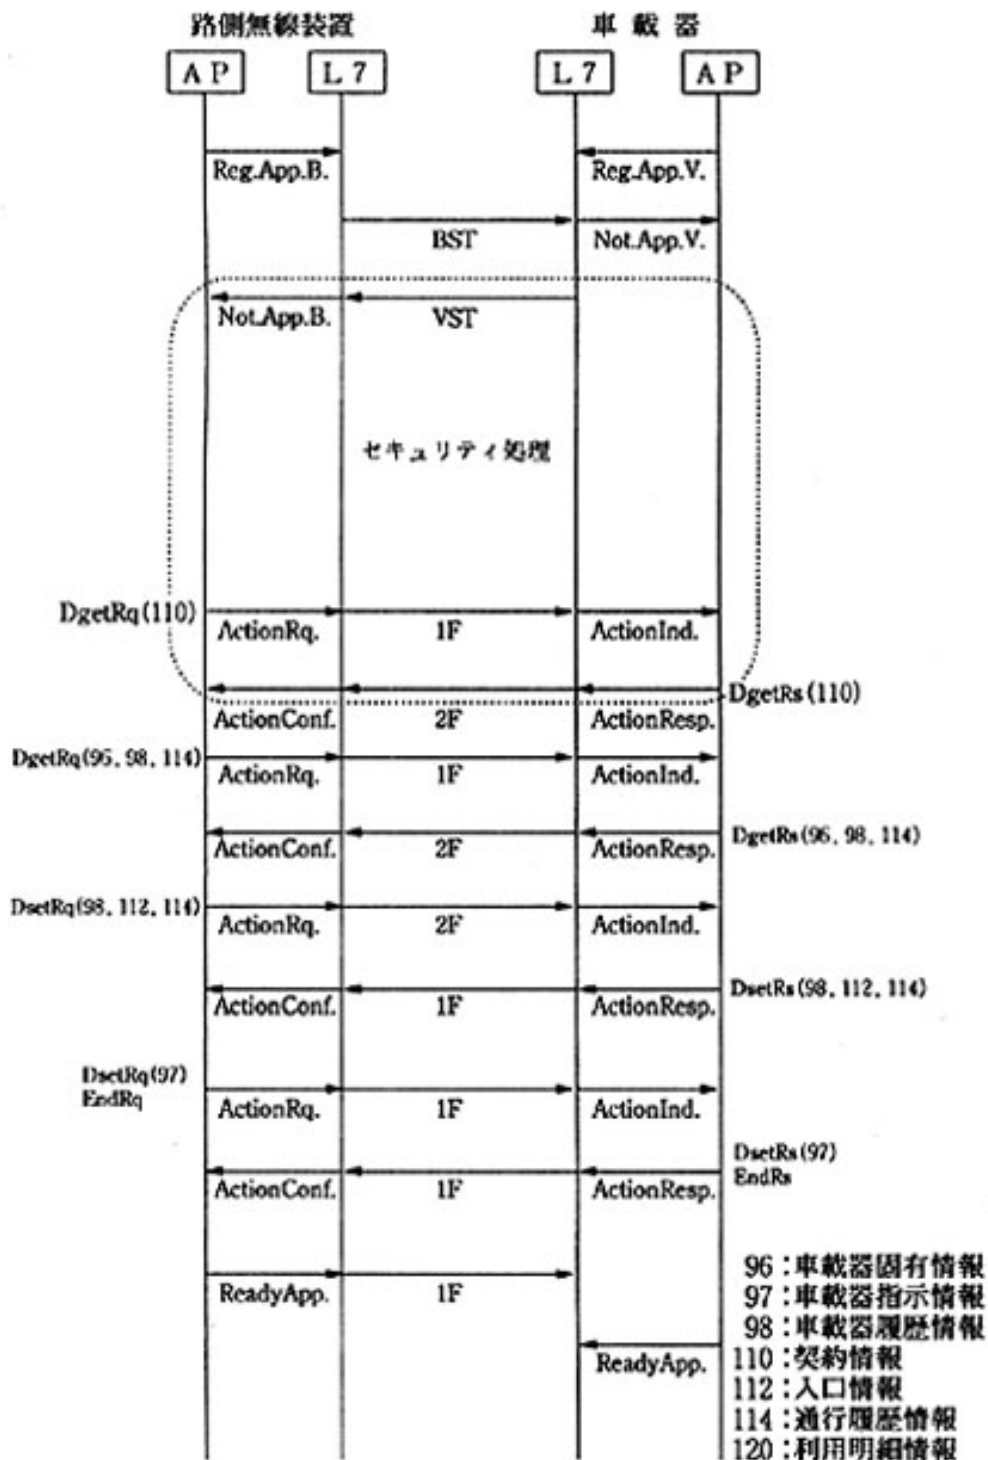 路側無線装置 車載器
AP L7 L7 AP
Reg.App.B. Reg.App.V.
BST Not.App.V.
Not.App.B. VST
セキュリティ処理
DgetRq(110)
ActionRq. 1F ActionInd.
DgetRs(110)
ActionConf. 2F ActionResp.
DgetRq(96, 98, 114)
ActionRq. 1F ActionInd.
DgetRs(96, 98, 114)
ActionConf. 2F ActionResp.
DsetRq(98, 112, 114)
ActionRq. 2F ActionInd.
DsetRs(98, 112, 114)
ActionConf. 1F ActionResp.
DsetRq(97)
EndRq
ActionRq. 1F ActionInd.
DsetRs(97)
EndRs
ActionConf. 1F ActionResp.
ReadyApp. 1F
ReadyApp.
96：車載器固有情報
97：車載器指示情報
98：車載器履歴情報
110：契約情報
112：入口情報
114：通行履歴情報
120：利用明細情報